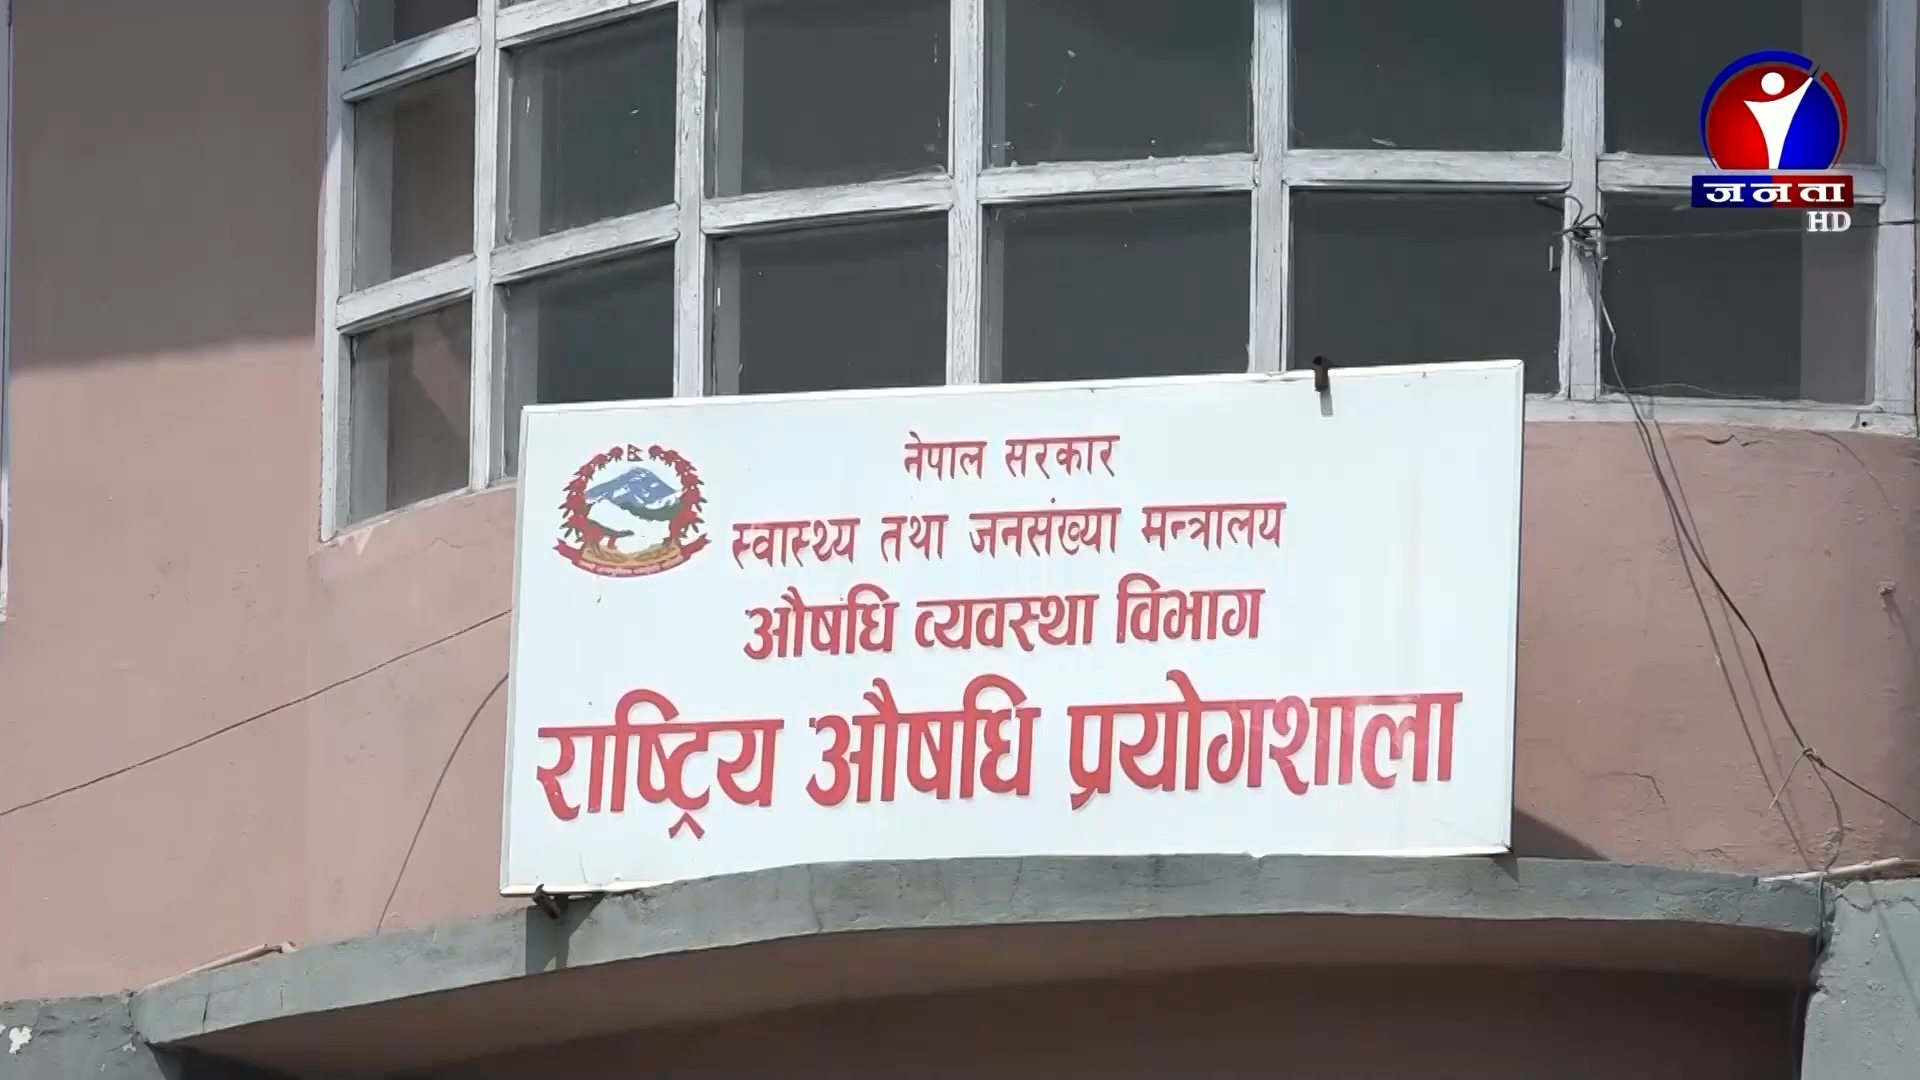 जनता
HD
नेपाल सरकार
स्वास्थ्य तथा जनसंख्या मन्त्रालय
औषधि व्यवस्था विभाग
राष्ट्रिय औषधि प्रयोगशाला